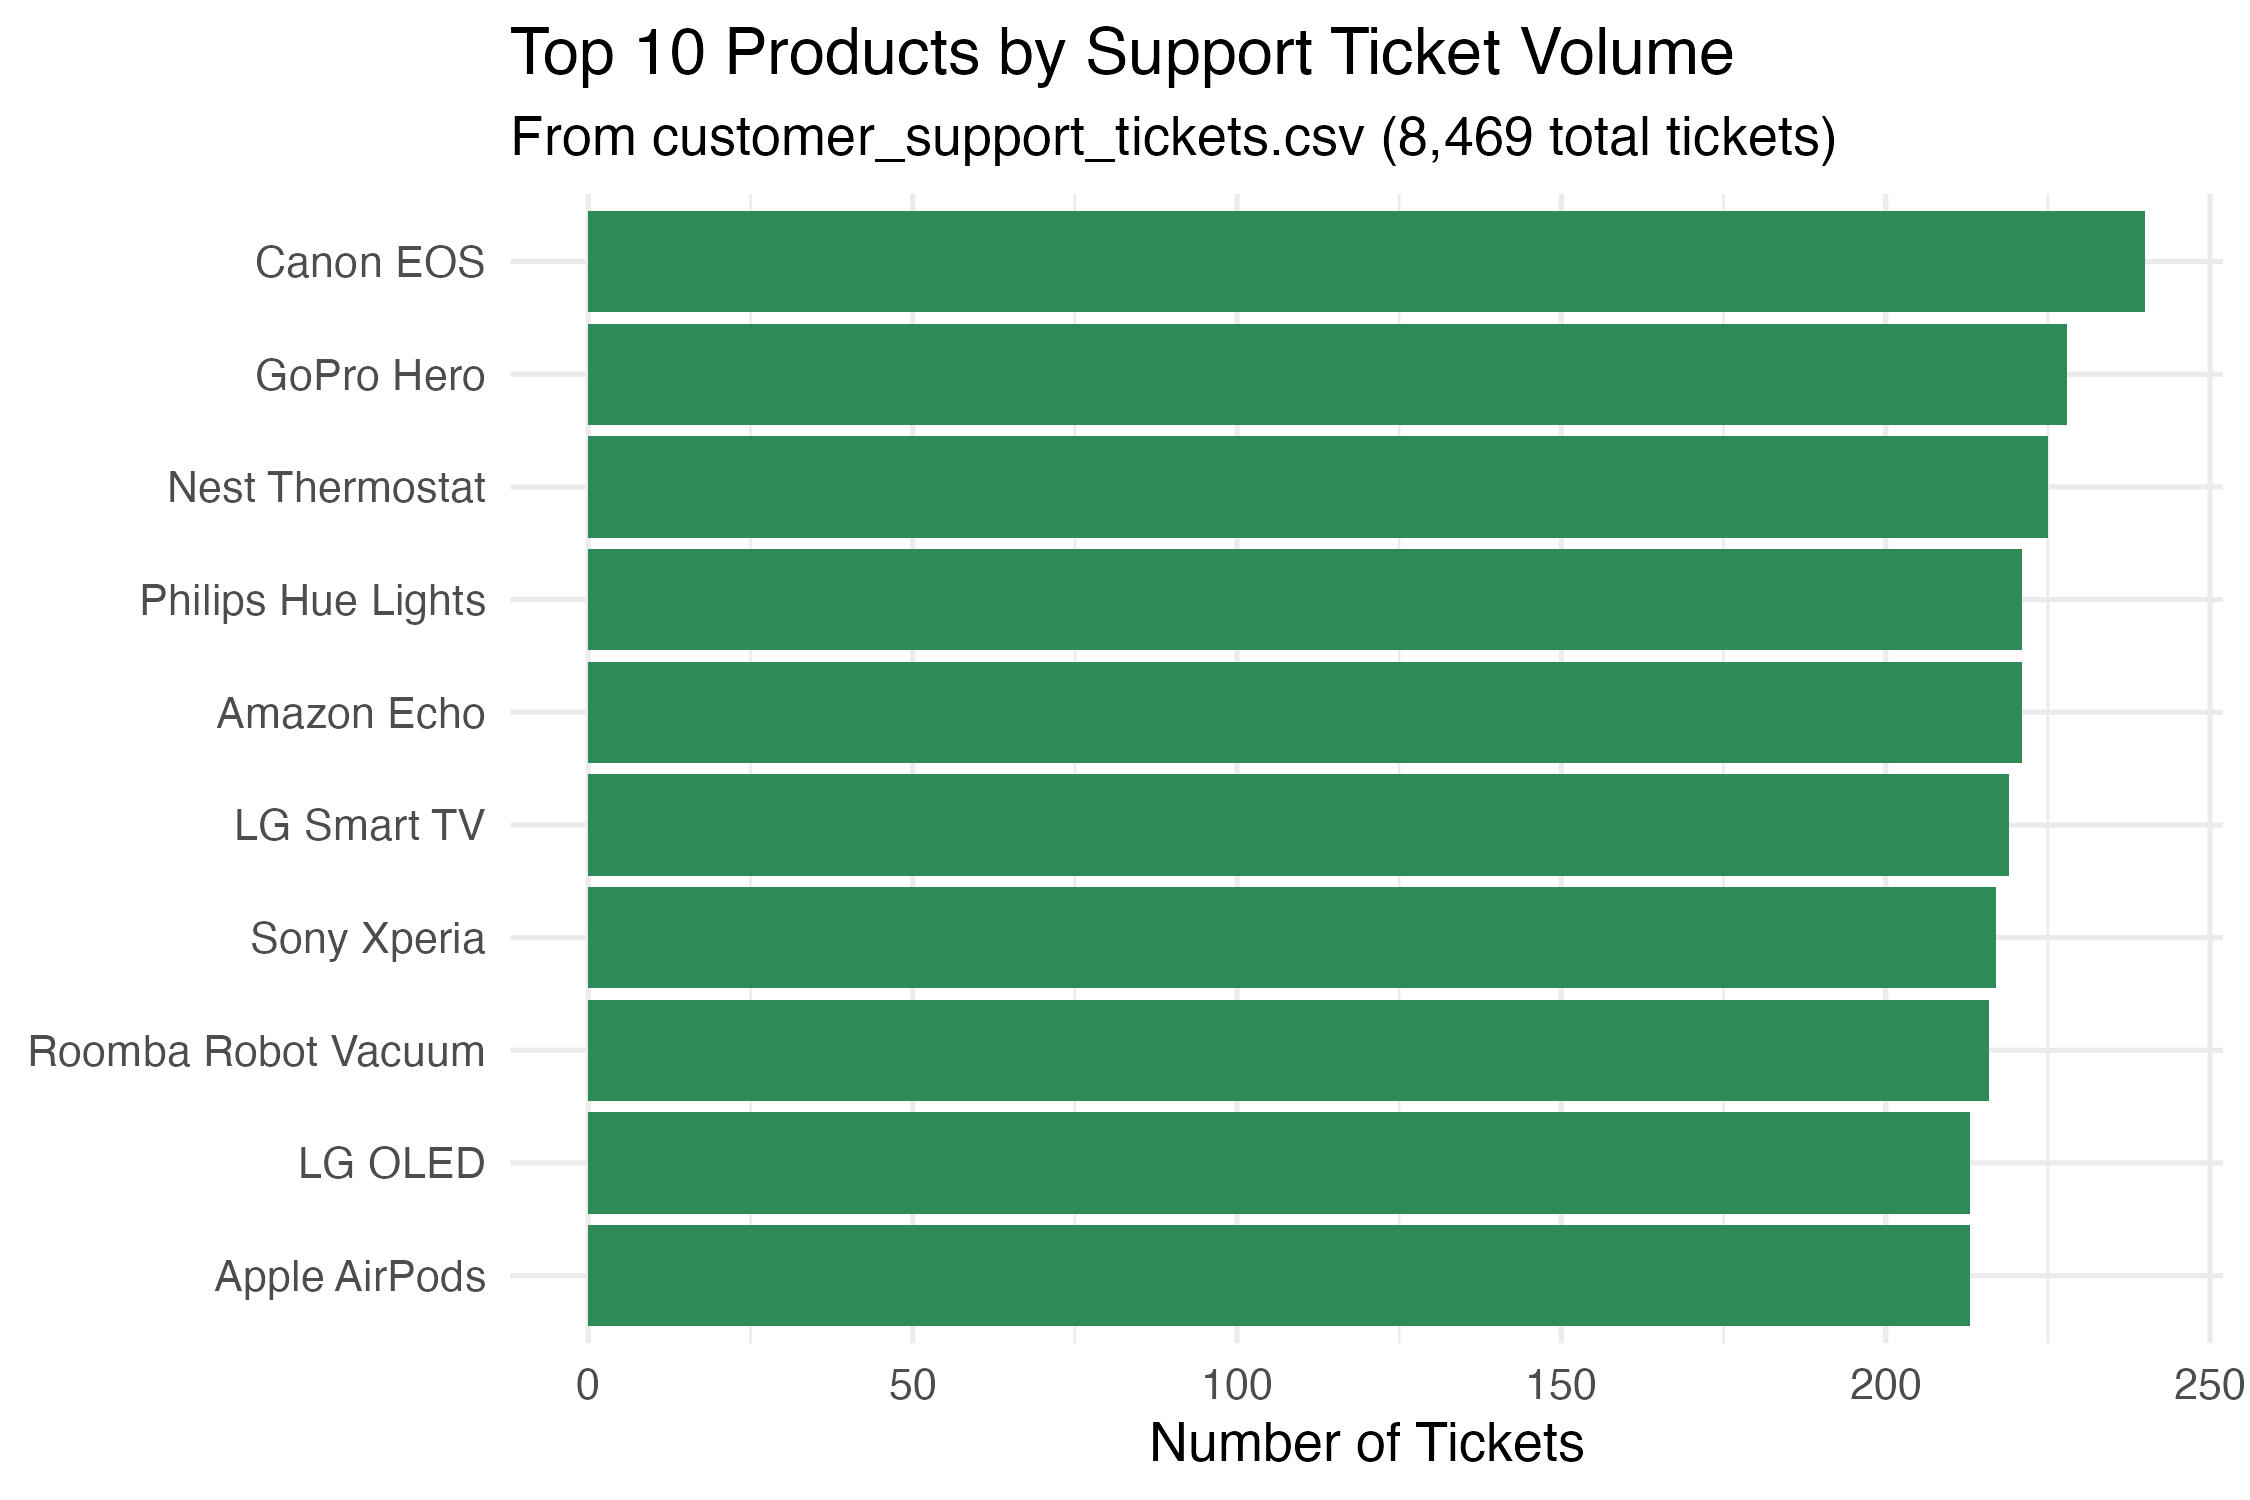 Top 10 Products by Support Ticket Volume
From customer_support_tickets.csv (8,469 total tickets)
Canon EOS
GoPro Hero
Nest Thermostat
Philips Hue Lights
Amazon Echo
LG Smart TV
Sony Xperia
Roomba Robot Vacuum
LG OLED
Apple AirPods
0 50 100 150 200 250
Number of Tickets